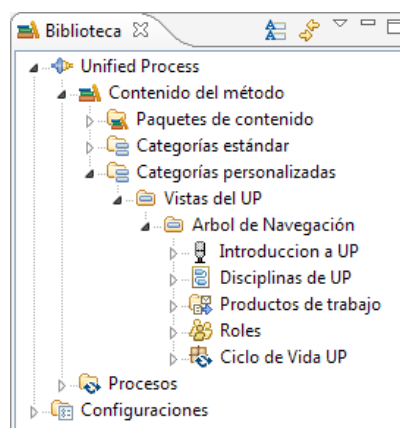 Biblioteca
Unified Process
Contenido del método
Paquetes de contenido
Categorías estándar
Categorías personalizadas
Vistas del UP
Arbol de Navegación
Introduccion a UP
Disciplinas de UP
Productos de trabajo
Roles
Ciclo de Vida UP
Procesos
Configuraciones